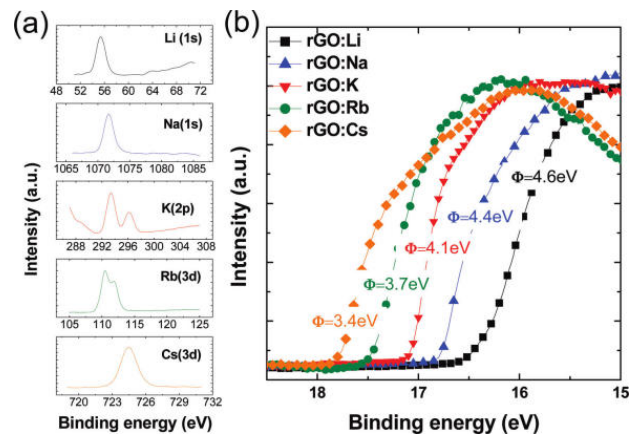 (a)
Intensity (a.u.)
Li (1s)
48 52 56 60 64 68 72
Na(1s)
1065 1070 1075 1080 1085
K(2p)
288 292 296 300 304 308
Rb(3d)
105 110 115 120 125
Cs(3d)
720 724 728 732
Binding energy (eV)
(b)
Intensity (a.u.)
rGO:Li
rGO:Na
rGO:K
rGO:Rb
rGO:Cs
Φ=4.6eV
Φ=4.4eV
Φ=4.1eV
Φ=3.7eV
Φ=3.4eV
18 17 16 15
Binding energy (eV)